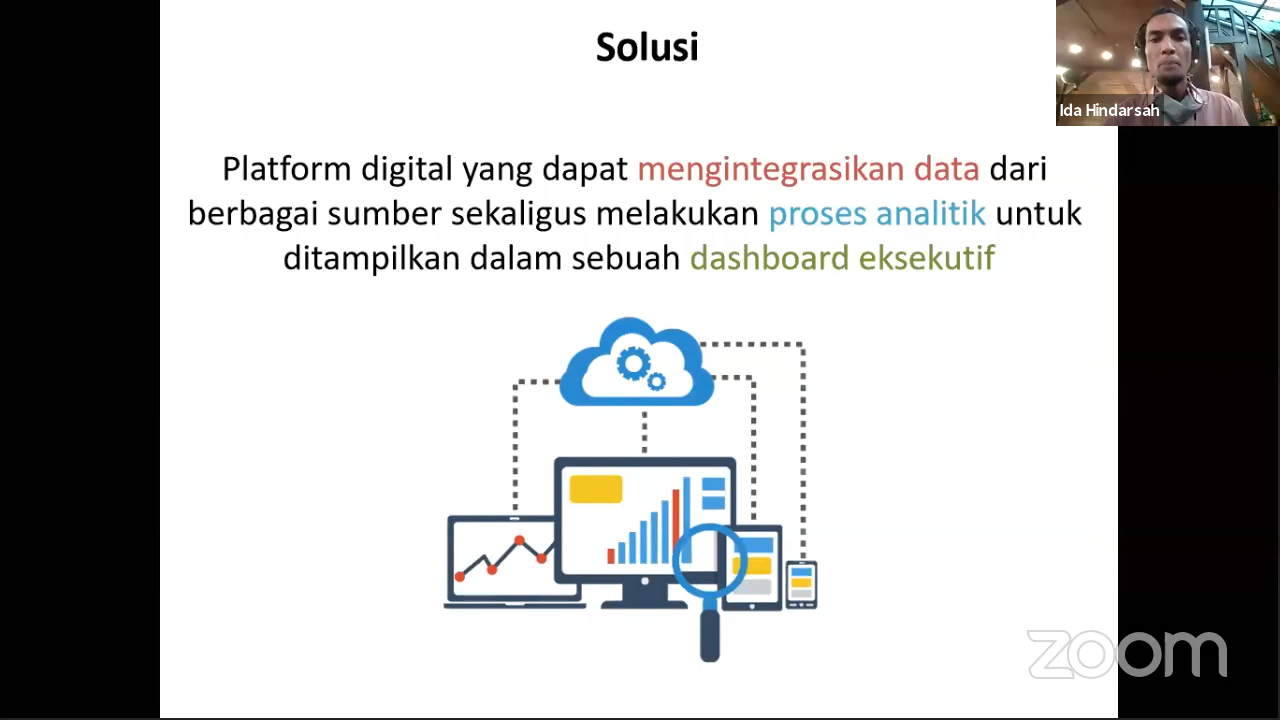 Solusi
Ida Hindarsah
Platform digital yang dapat mengintegrasikan data dari
berbagai sumber sekaligus melakukan proses analitik untuk
ditampilkan dalam sebuah dashboard eksekutif
zoom